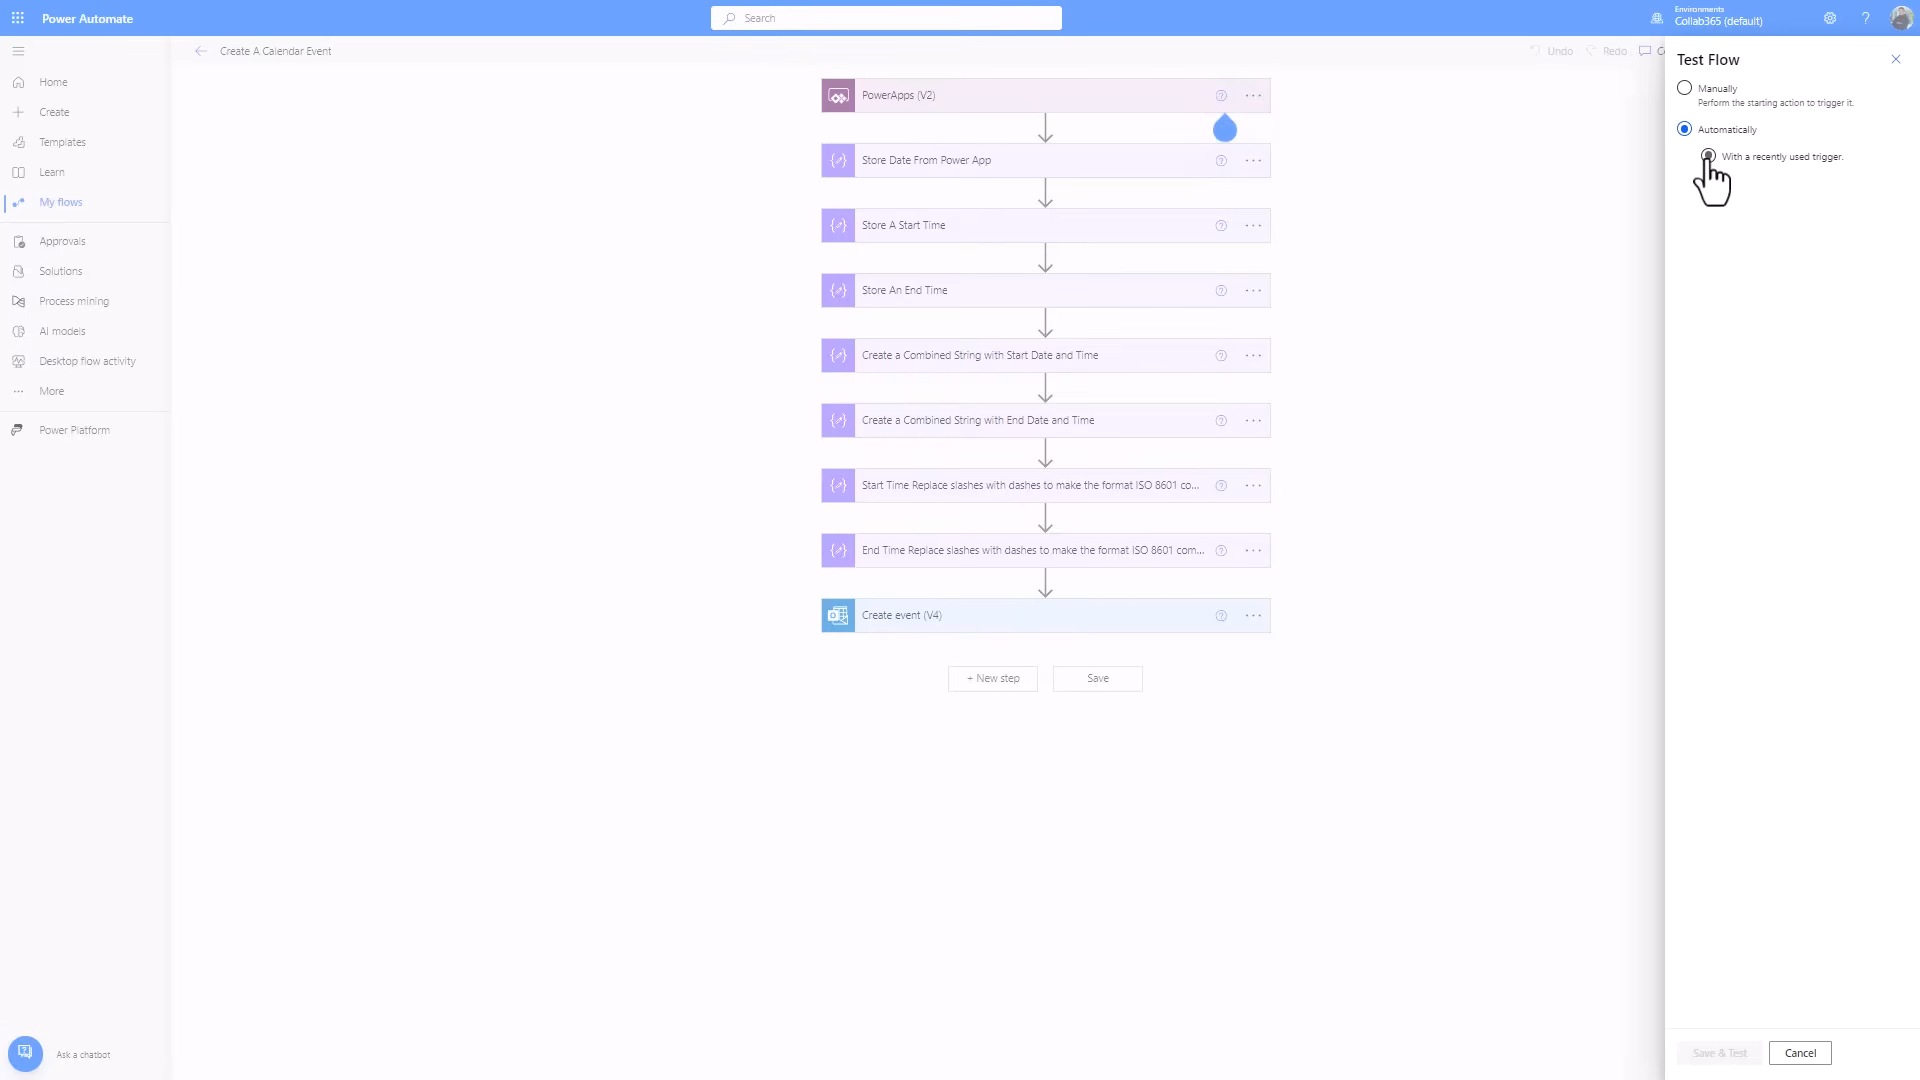 Power Automate
Search
Environments
Collab365 (default)
Create A Calendar Event
Undo
Redo
Test Flow
Manually
Perform the starting action to trigger it.
Automatically
With a recently used trigger.
Home
Create
Templates
Learn
My flows
Approvals
Solutions
Process mining
AI models
Desktop flow activity
More
Power Platform
PowerApps (V2)
Store Date From Power App
Store A Start Time
Store An End Time
Create a Combined String with Start Date and Time
Create a Combined String with End Date and Time
Start Time Replace slashes with dashes to make the format ISO 8601 co...
End Time Replace slashes with dashes to make the format ISO 8601 com...
Create event (V4)
+ New step
Save
Ask a chatbot
Save & Test
Cancel